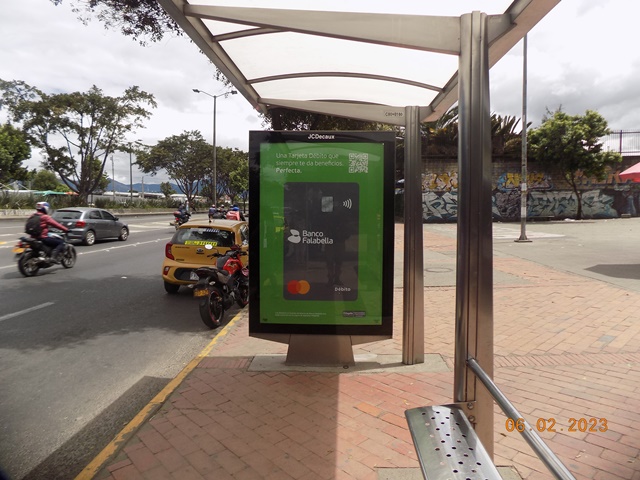 JCDecaux
Una Tarjeta Débito que
siempre te da beneficios.
Perfecta.
Banco
Falabella
Débito
06.02.2023